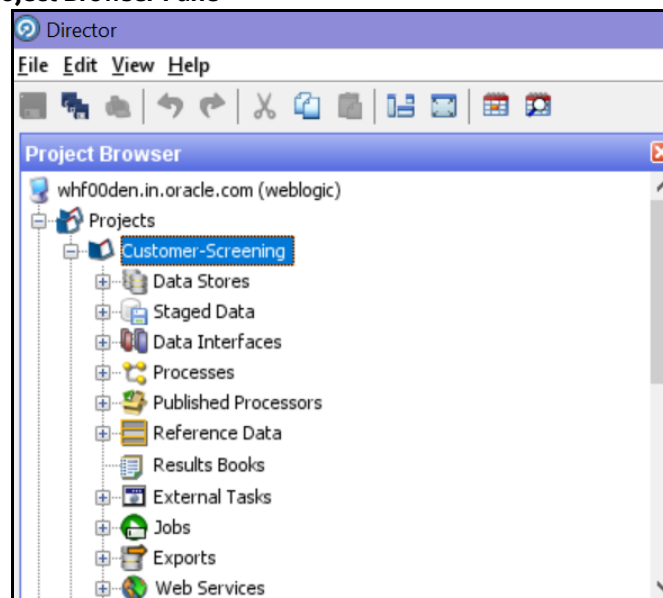 Director
File Edit View Help
Project Browser
whf00den.in.oracle.com (weblogic)
Projects
Customer-Screening
Data Stores
Staged Data
Data Interfaces
Processes
Published Processors
Reference Data
Results Books
External Tasks
Jobs
Exports
Web Services